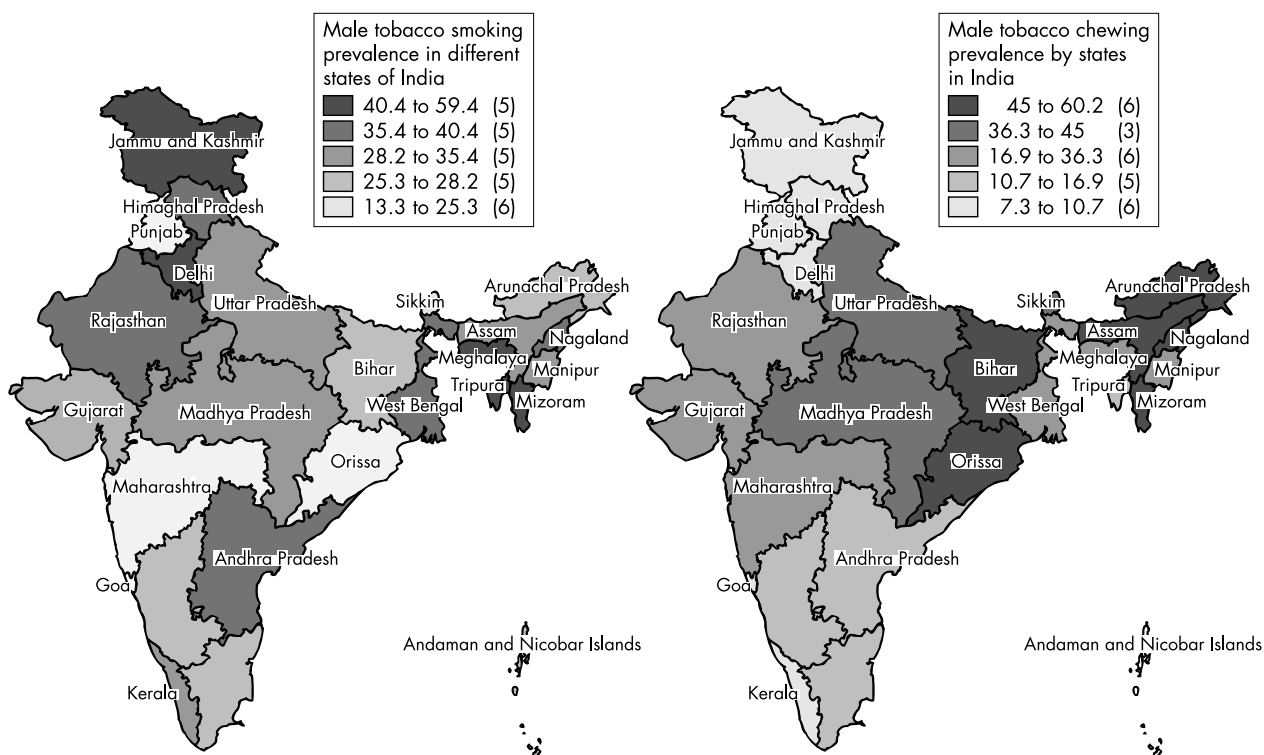 Male tobacco smoking
prevalence in different
states of India
40.4 to 59.4 (5)
35.4 to 40.4 (5)
28.2 to 35.4 (5)
25.3 to 28.2 (5)
13.3 to 25.3 (6)
Jammu and Kashmir
Himaghal Pradesh
Punjab
Delhi
Uttar Pradesh
Rajasthan
Sikkim
Arunachal Pradesh
Assam
Nagaland
Meghalaya
Manipur
Bihar
Tripura
Mizoram
West Bengal
Gujarat
Madhya Pradesh
Orissa
Maharashtra
Andhra Pradesh
Goa
Andaman and Nicobar Islands
Kerala
Male tobacco chewing
prevalence by states
in India
45 to 60.2 (6)
36.3 to 45 (3)
16.9 to 36.3 (6)
10.7 to 16.9 (5)
7.3 to 10.7 (6)
Jammu and Kashmir
Himaghal Pradesh
Punjab
Delhi
Uttar Pradesh
Rajasthan
Sikkim
Arunachal Pradesh
Assam
Nagaland
Meghalaya
Manipur
Bihar
Tripura
Mizoram
West Bengal
Gujarat
Madhya Pradesh
Orissa
Maharashtra
Andhra Pradesh
Goa
Andaman and Nicobar Islands
Kerala